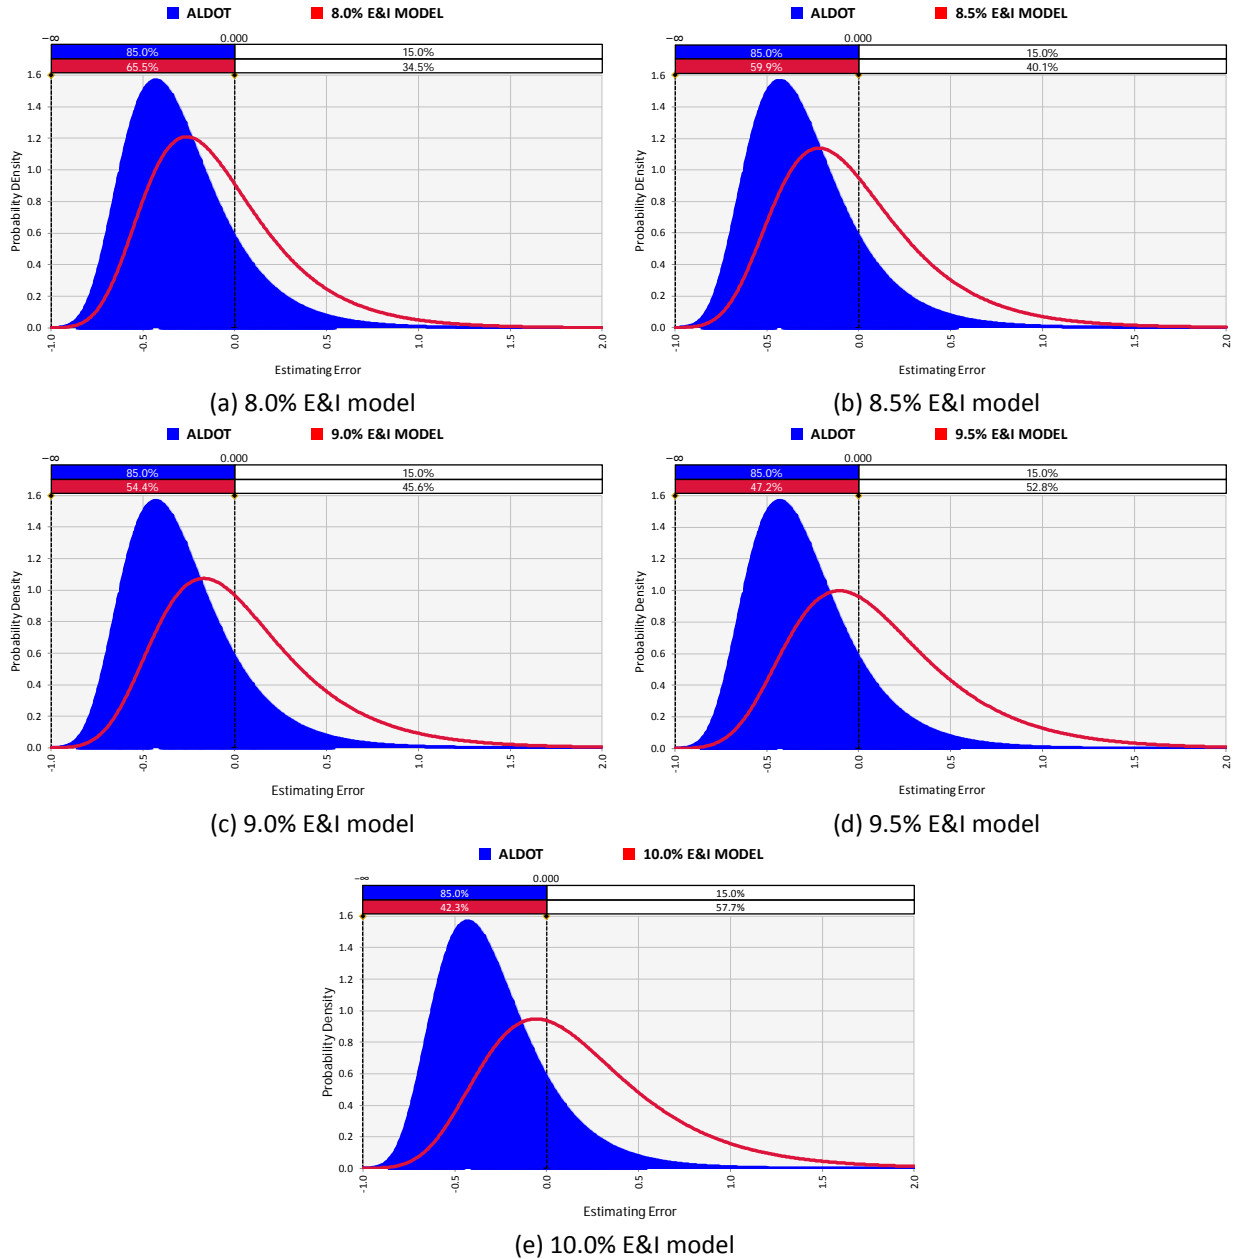 ALDOT 8.0% E&I MODEL
−∞ 0.000
85.0% 15.0%
65.5% 34.5%
1.6
1.4
1.2
1.0
0.8
0.6
0.4
0.2
0.0
Probability DEnsity
-1.0 -0.5 0.0 0.5 1.0 1.5 2.0
Estimating Error
(a) 8.0% E&I model
ALDOT 8.5% E&I MODEL
−∞ 0.000
85.0% 15.0%
59.9% 40.1%
1.6
1.4
1.2
1.0
0.8
0.6
0.4
0.2
0.0
Probability Density
-1.0 -0.5 0.0 0.5 1.0 1.5 2.0
Estimating Error
(b) 8.5% E&I model
ALDOT 9.0% E&I MODEL
−∞ 0.000
85.0% 15.0%
54.4% 45.6%
1.6
1.4
1.2
1.0
0.8
0.6
0.4
0.2
0.0
Probability Density
-1.0 -0.5 0.0 0.5 1.0 1.5 2.0
Estimating Error
(c) 9.0% E&I model
ALDOT 9.5% E&I MODEL
−∞ 0.000
85.0% 15.0%
47.2% 52.8%
1.6
1.4
1.2
1.0
0.8
0.6
0.4
0.2
0.0
Probability Density
-1.0 -0.5 0.0 0.5 1.0 1.5 2.0
Estimating Error
(d) 9.5% E&I model
ALDOT 10.0% E&I MODEL
−∞ 0.000
85.0% 15.0%
42.3% 57.7%
1.6
1.4
1.2
1.0
0.8
0.6
0.4
0.2
0.0
Probability Density
-1.0 -0.5 0.0 0.5 1.0 1.5 2.0
Estimating Error
(e) 10.0% E&I model